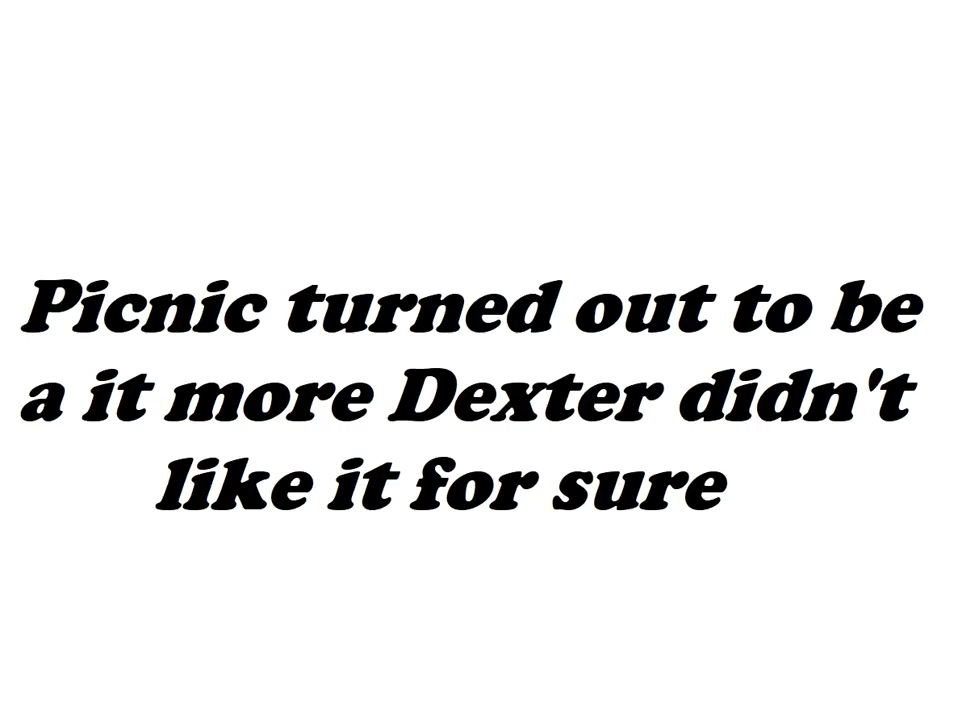 Picnic turned out to be
a it more Dexter didn't
like it for sure